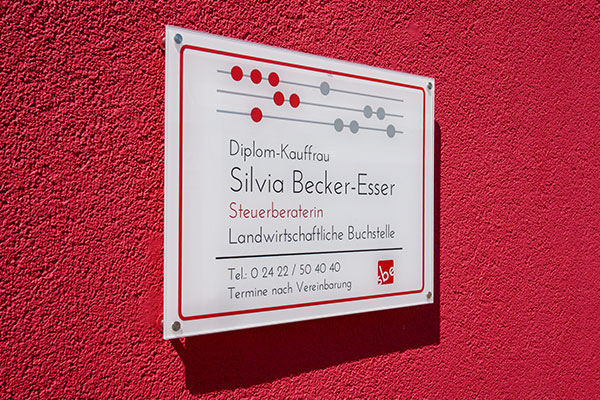 Diplom-Kauffrau
Silvia Becker-Esser
Steuerberaterin
Landwirtschaftliche Buchstelle
Tel.: 0 24 22 / 50 40 40
Termine nach Vereinbarung
sbe